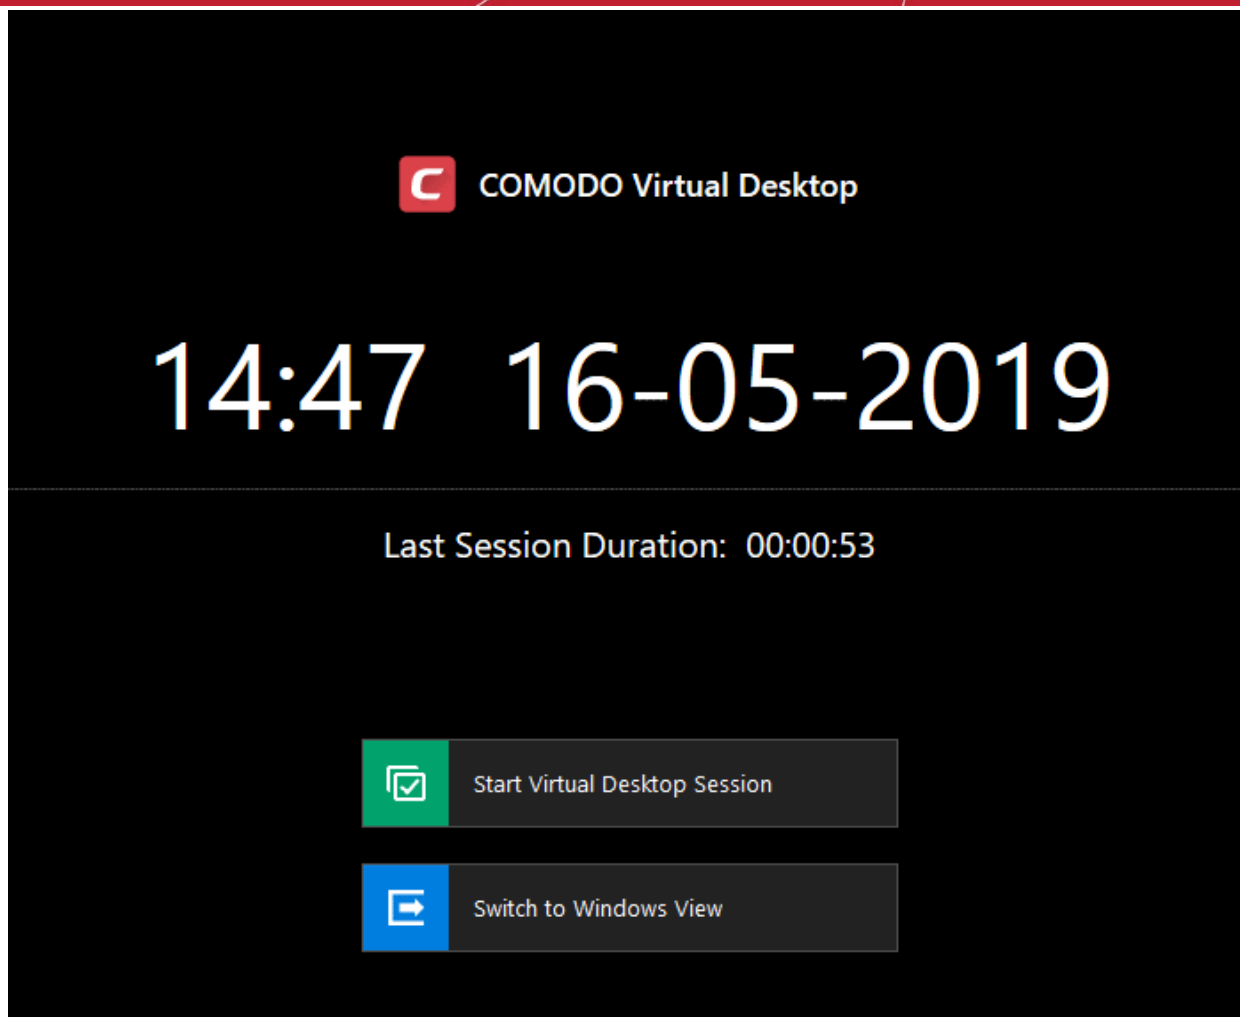 COMODO Virtual Desktop
14:47 16-05-2019
Last Session Duration: 00:00:53
Start Virtual Desktop Session
Switch to Windows View